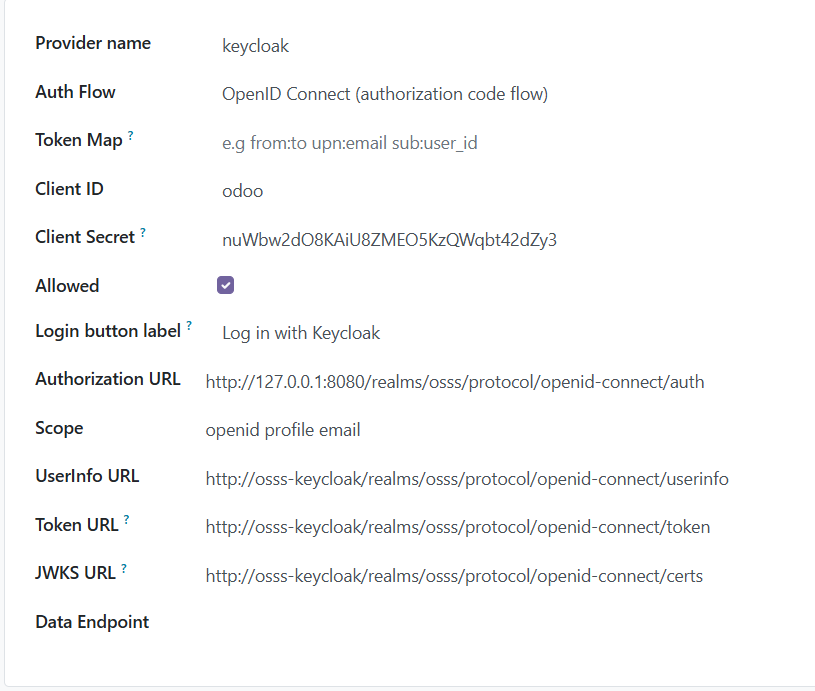 Provider name keycloak
Auth Flow OpenID Connect (authorization code flow)
Token Map ? e.g from:to upn:email sub:user_id
Client ID odoo
Client Secret ? nuWbw2dO8KAiU8ZMEO5KzQWqbt42dZy3
Allowed
Login button label ? Log in with Keycloak
Authorization URL http://127.0.0.1:8080/realms/osss/protocol/openid-connect/auth
Scope openid profile email
UserInfo URL http://osss-keycloak/realms/osss/protocol/openid-connect/userinfo
Token URL ? http://osss-keycloak/realms/osss/protocol/openid-connect/token
JWKS URL ? http://osss-keycloak/realms/osss/protocol/openid-connect/certs
Data Endpoint